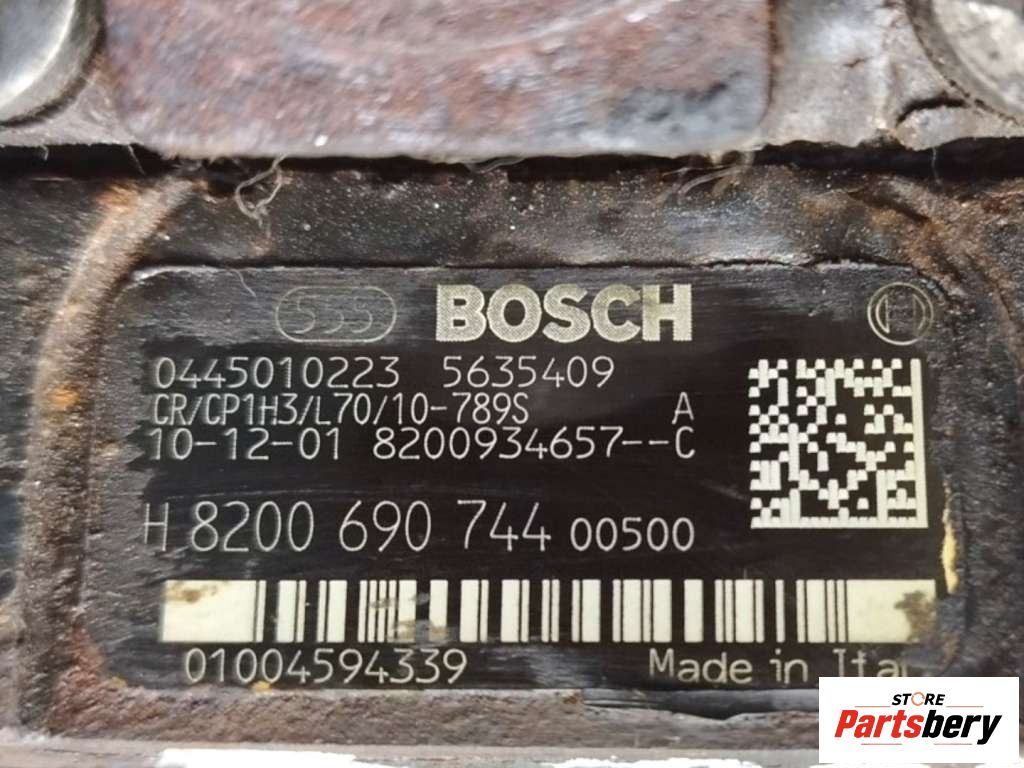 555 BOSCH
0445010223 5635409
CR/CP1H3/L70/10-789S A
10-12-01 8200934657--C
H 8200 690 744 00500
01004594339 Made in Ita
STORE
Partsbery